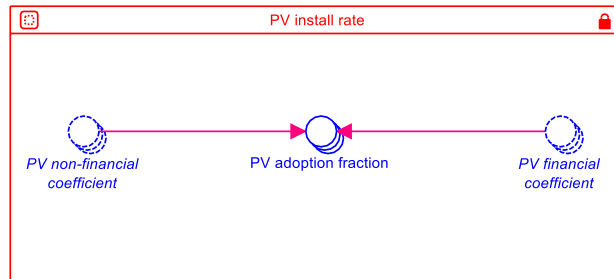 PV install rate
PV non-financial
coefficient
PV adoption fraction
PV financial
coefficient